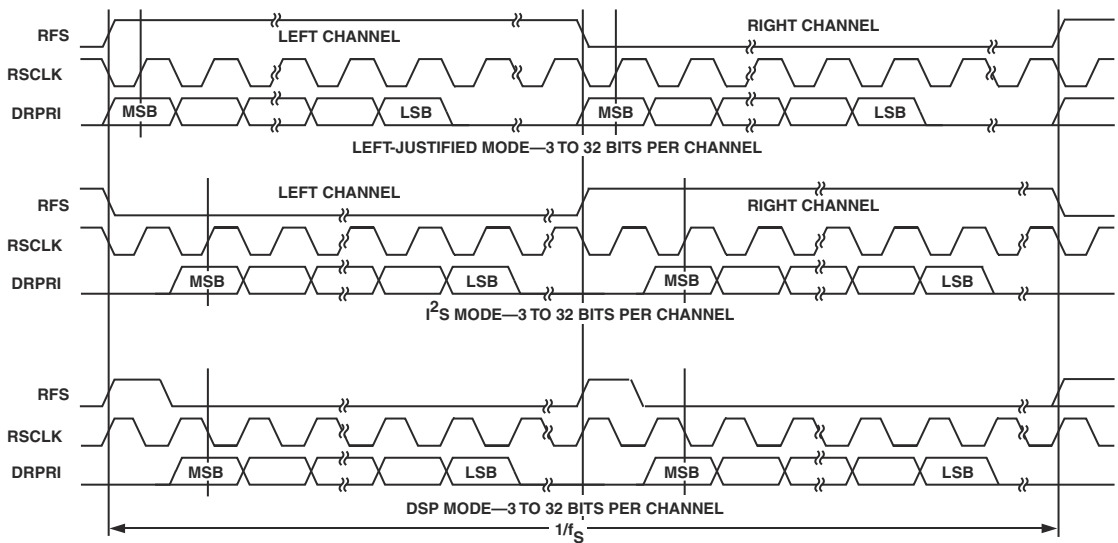 RFS LEFT CHANNEL RIGHT CHANNEL
RSCLK
DRPRI MSB LSB MSB LSB
LEFT-JUSTIFIED MODE—3 TO 32 BITS PER CHANNEL
RFS LEFT CHANNEL RIGHT CHANNEL
RSCLK
DRPRI MSB LSB MSB LSB
I²S MODE—3 TO 32 BITS PER CHANNEL
RFS
RSCLK
DRPRI MSB LSB MSB LSB
DSP MODE—3 TO 32 BITS PER CHANNEL
1/fS